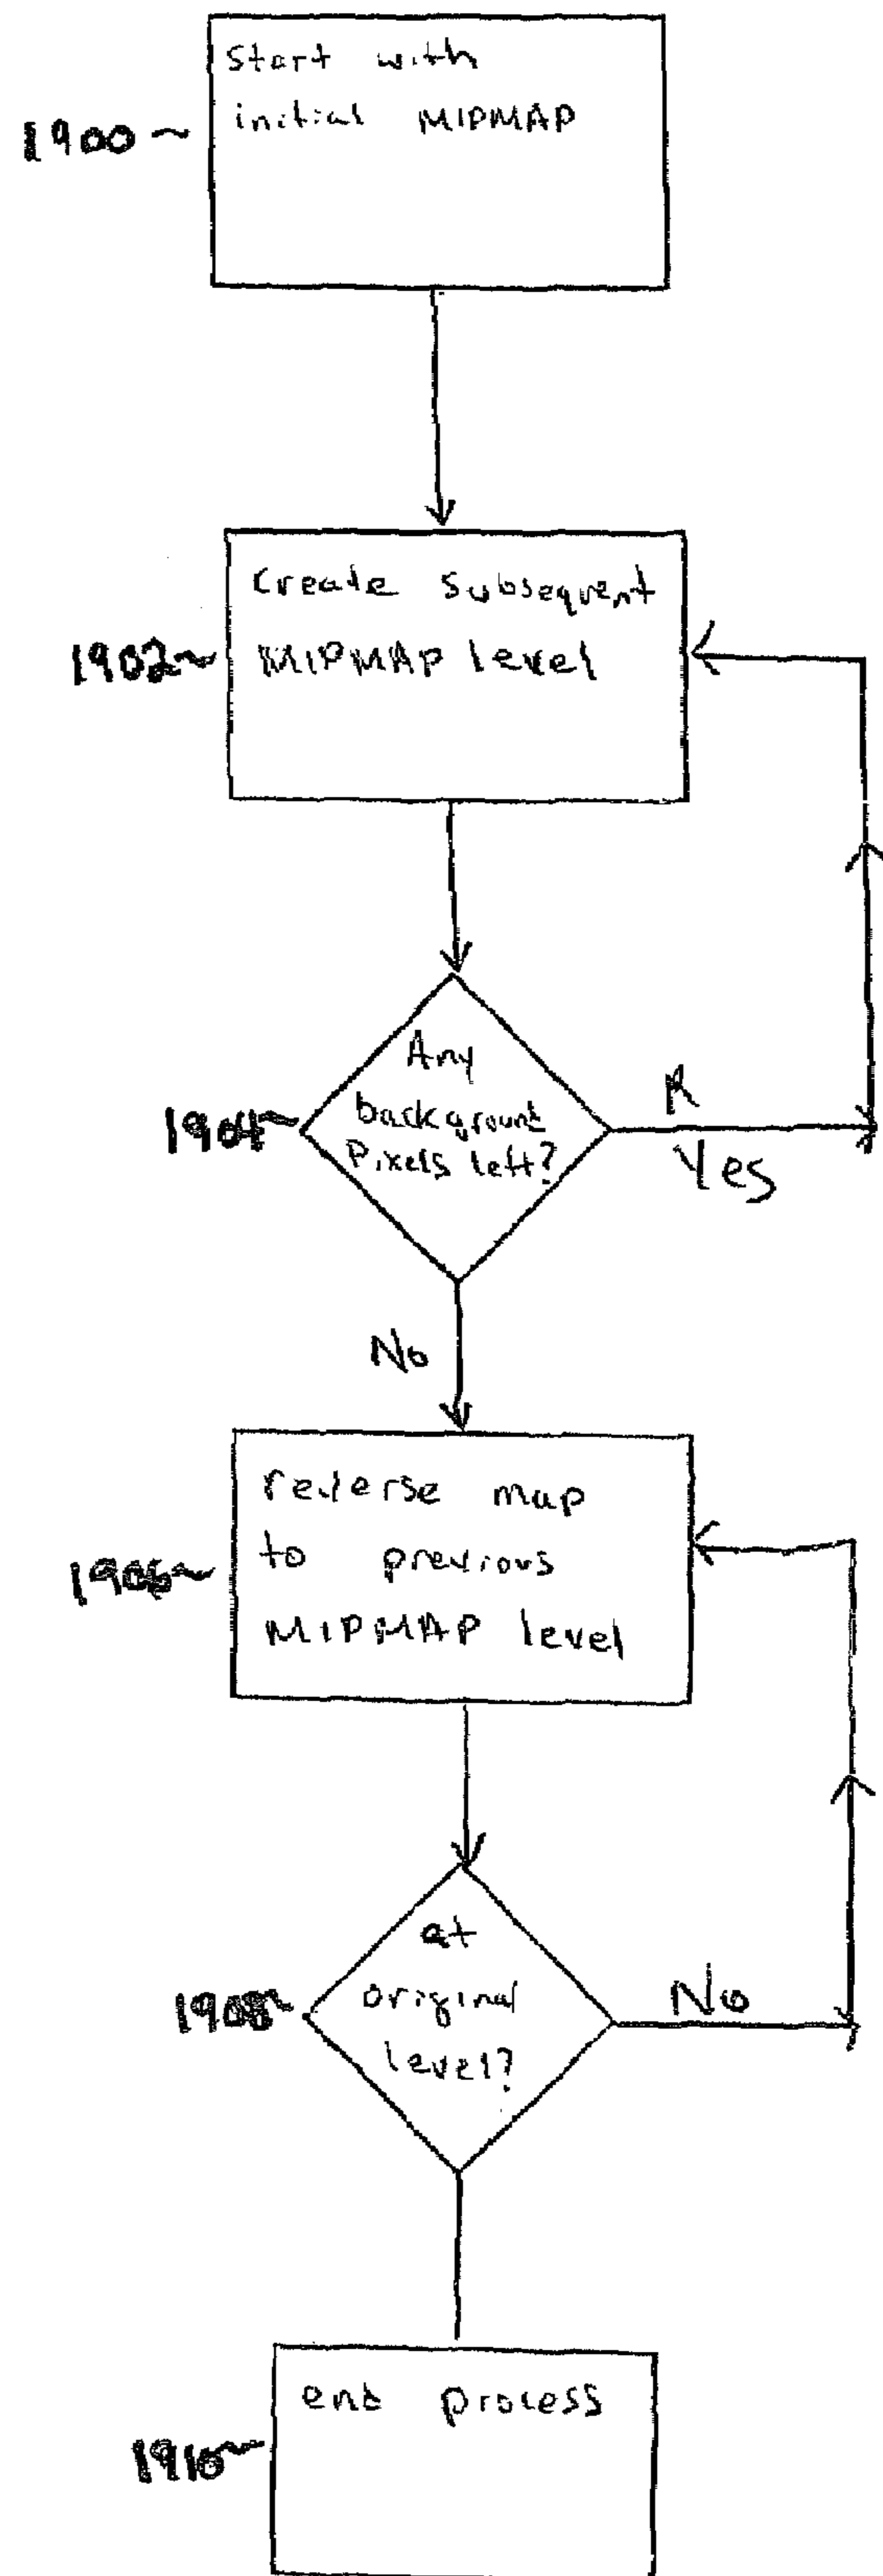 1900~
Start with
initial MIPMAP
1902~
Create Subsequent
MIPMAP level
1904~
Any
background
Pixels left?
R
Yes
No
1906~
reverse map
to previous
MIPMAP level
1908~
at
original
level?
No
1910~
end process